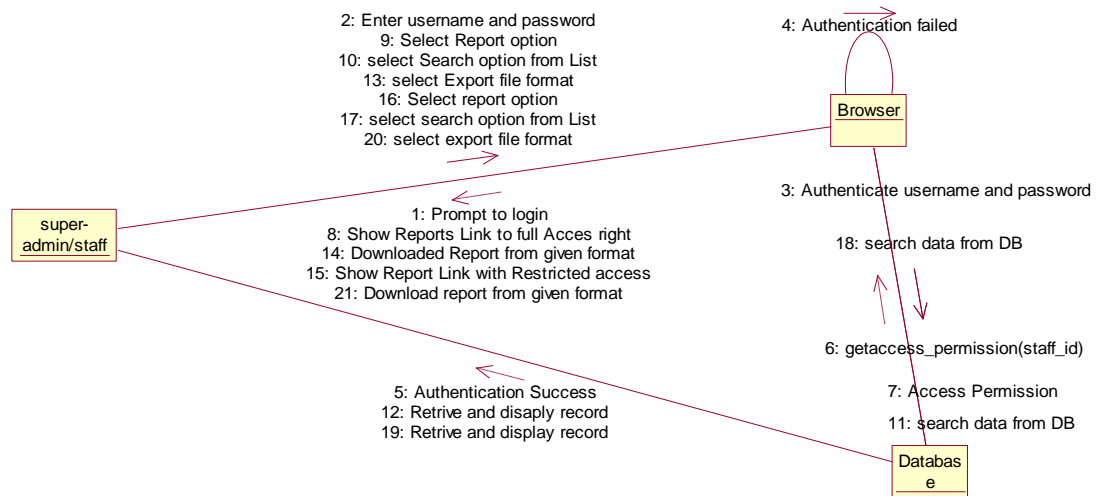 2: Enter username and password
9: Select Report option
10: select Search option from List
13: select Export file format
16: Select report option
17: select search option from List
20: select export file format
4: Authentication failed
Browser
3: Authenticate username and password
super-
admin/staff
1: Prompt to login
8: Show Reports Link to full Acces right
14: Downloaded Report from given format
15: Show Report Link with Restricted access
21: Download report from given format
18: search data from DB
6: getaccess_permission(staff_id)
7: Access Permission
11: search data from DB
5: Authentication Success
12: Retrive and disaply record
19: Retrive and display record
Databas
e